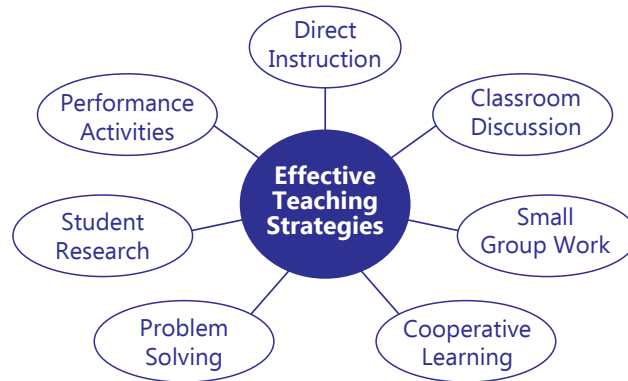 Direct
Instruction
Performance
Activities
Classroom
Discussion
Effective
Teaching
Strategies
Student
Research
Small
Group Work
Problem
Solving
Cooperative
Learning